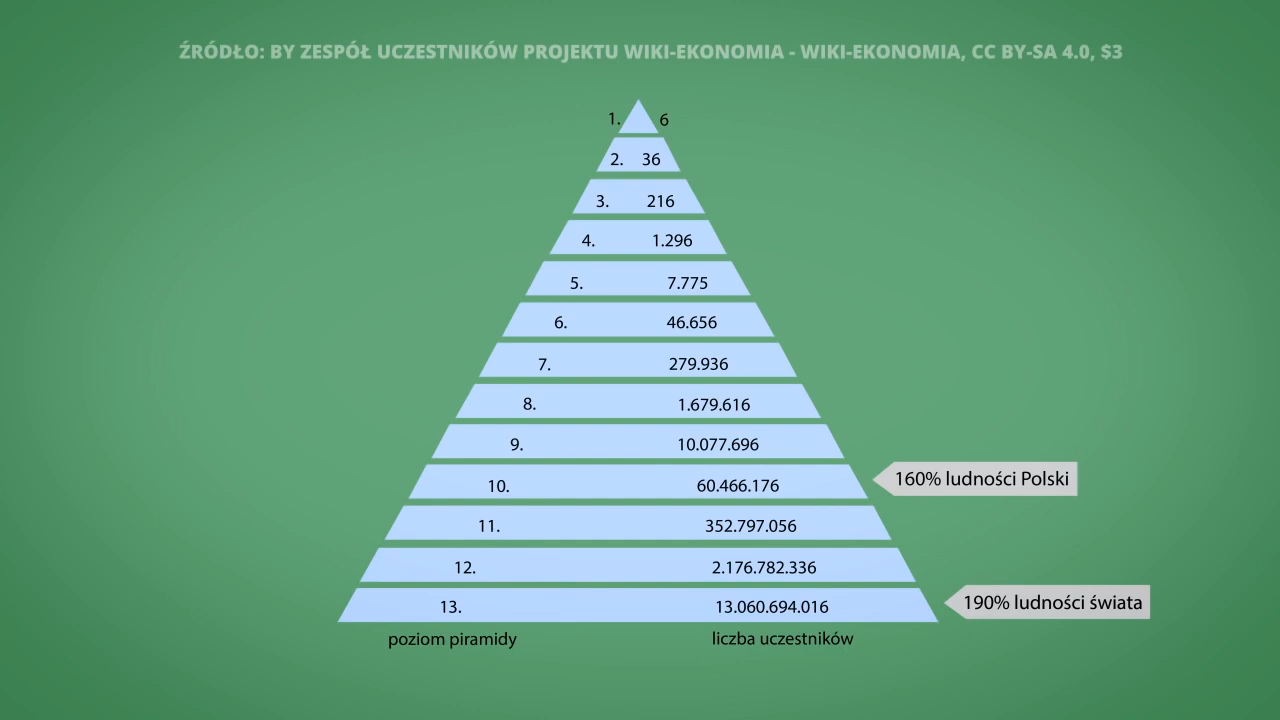 ŹRÓDŁO: BY ZESPÓŁ UCZESTNIKÓW PROJEKTU WIKI-EKONOMIA - WIKI-EKONOMIA, CC BY-SA 4.0, $3
1. 6
2. 36
3. 216
4. 1.296
5. 7.775
6. 46.656
7. 279.936
8. 1.679.616
9. 10.077.696
10. 60.466.176 160% ludności Polski
11. 352.797.056
12. 2.176.782.336
13. 13.060.694.016 190% ludności świata
poziom piramidy liczba uczestników